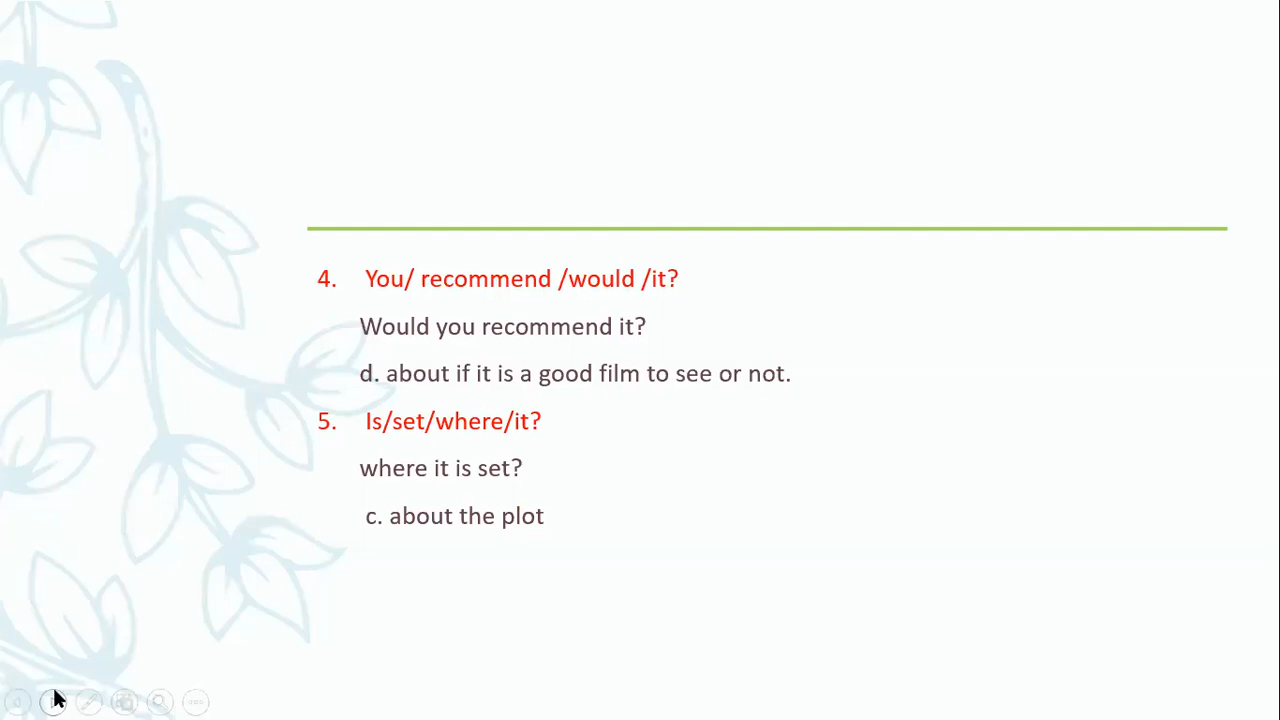 4. You/ recommend /would /it?
Would you recommend it?
d. about if it is a good film to see or not.
5. Is/set/where/it?
where it is set?
c. about the plot